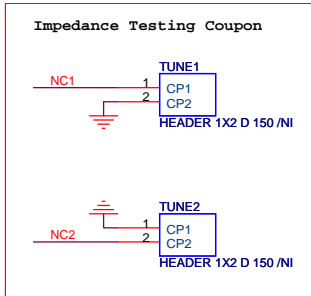 Impedance Testing Coupon
TUNE1
NC1
1
CP1
2
CP2
HEADER 1X2 D 150 /NI
TUNE2
1
CP1
NC2
2
CP2
HEADER 1X2 D 150 /NI